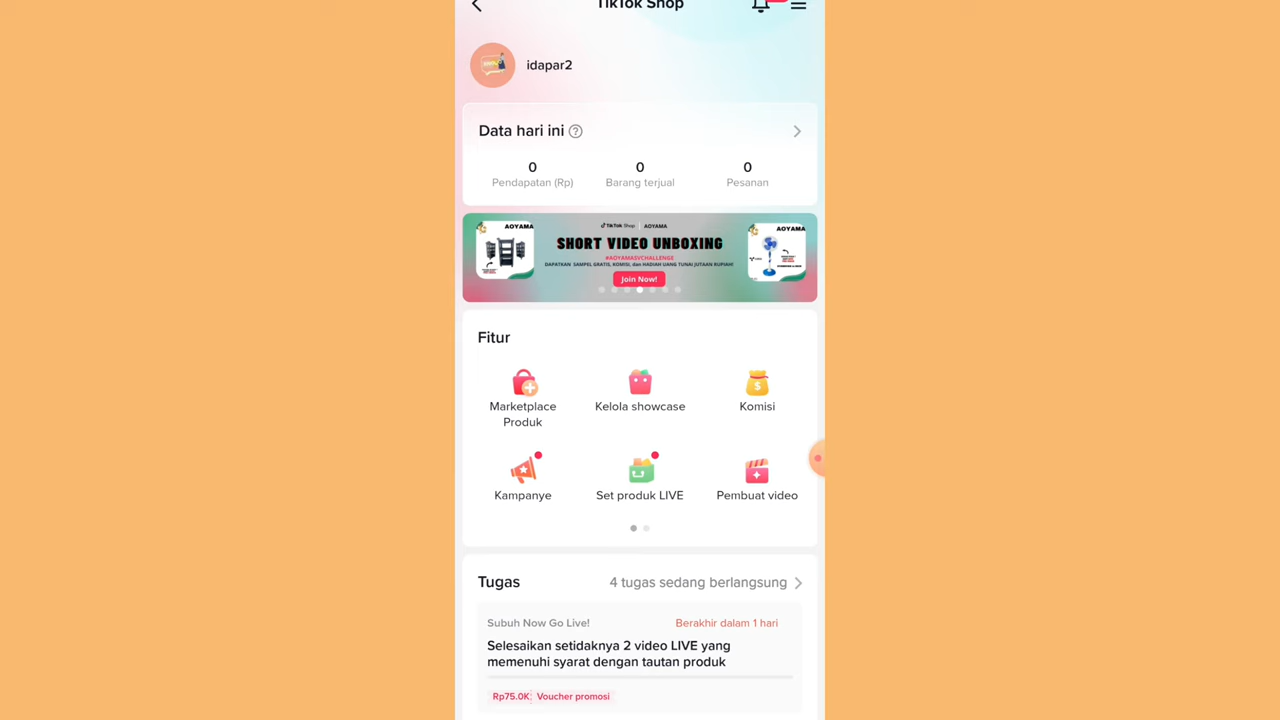 TikTok Shop
idapar2
Data hari ini ?
0 0 0
Pendapatan (Rp) Barang terjual Pesanan
TikTok Shop | AOYAMA
AOYAMA
AOYAMA
SHORT VIDEO UNBOXING
#AOYAMASVCHALLENGE
DAPATKAN SAMPEL GRATIS, KOMISI, dan HADIAH UANG TUNAI JUTAAN RUPIAH!
Join Now!
Fitur
Marketplace Produk
Kelola showcase
Komisi
Kampanye
Set produk LIVE
Pembuat video
Tugas
4 tugas sedang berlangsung
Subuh Now Go Live!
Berakhir dalam 1 hari
Selesaikan setidaknya 2 video LIVE yang
memenuhi syarat dengan tautan produk
Rp75.0K Voucher promosi